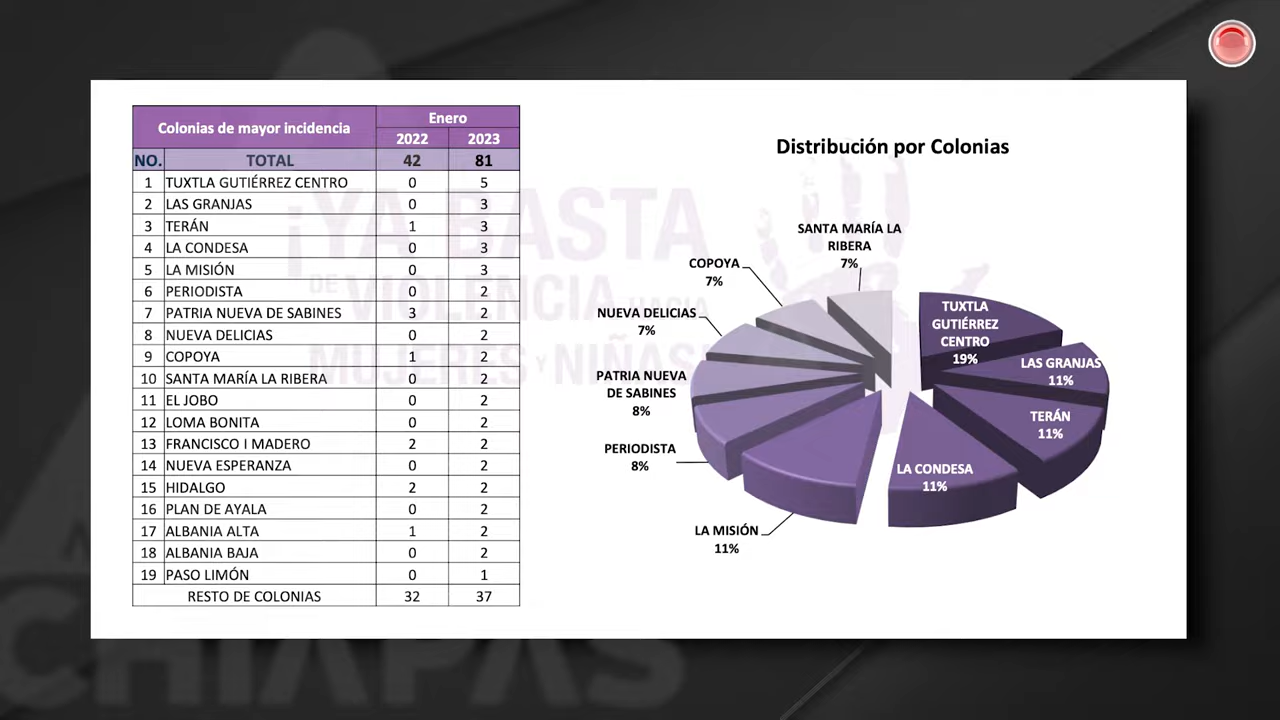 Colonias de mayor incidencia Enero
2022 2023
NO. TOTAL 42 81
1 TUXTLA GUTIÉRREZ CENTRO 0 5
2 LAS GRANJAS 0 3
3 TERÁN 1 3
4 LA CONDESA 0 3
5 LA MISIÓN 0 3
6 PERIODISTA 0 2
7 PATRIA NUEVA DE SABINES 3 2
8 NUEVA DELICIAS 0 2
9 COPOYA 1 2
10 SANTA MARÍA LA RIBERA 0 2
11 EL JOBO 0 2
12 LOMA BONITA 0 2
13 FRANCISCO I MADERO 2 2
14 NUEVA ESPERANZA 0 2
15 HIDALGO 2 2
16 PLAN DE AYALA 0 2
17 ALBANIA ALTA 1 2
18 ALBANIA BAJA 0 2
19 PASO LIMÓN 0 1
RESTO DE COLONIAS 32 37
Distribución por Colonias
SANTA MARÍA LA
RIBERA
7%
COPOYA
7%
NUEVA DELICIAS
7%
PATRIA NUEVA
DE SABINES
8%
PERIODISTA
8%
LA MISIÓN
11%
LA CONDESA
11%
TERÁN
11%
LAS GRANJAS
11%
TUXTLA
GUTIÉRREZ
CENTRO
19%
¡YA BASTA
DE VIOLENCIA HACIA
MUJERES Y NIÑAS!
CHIAPAS